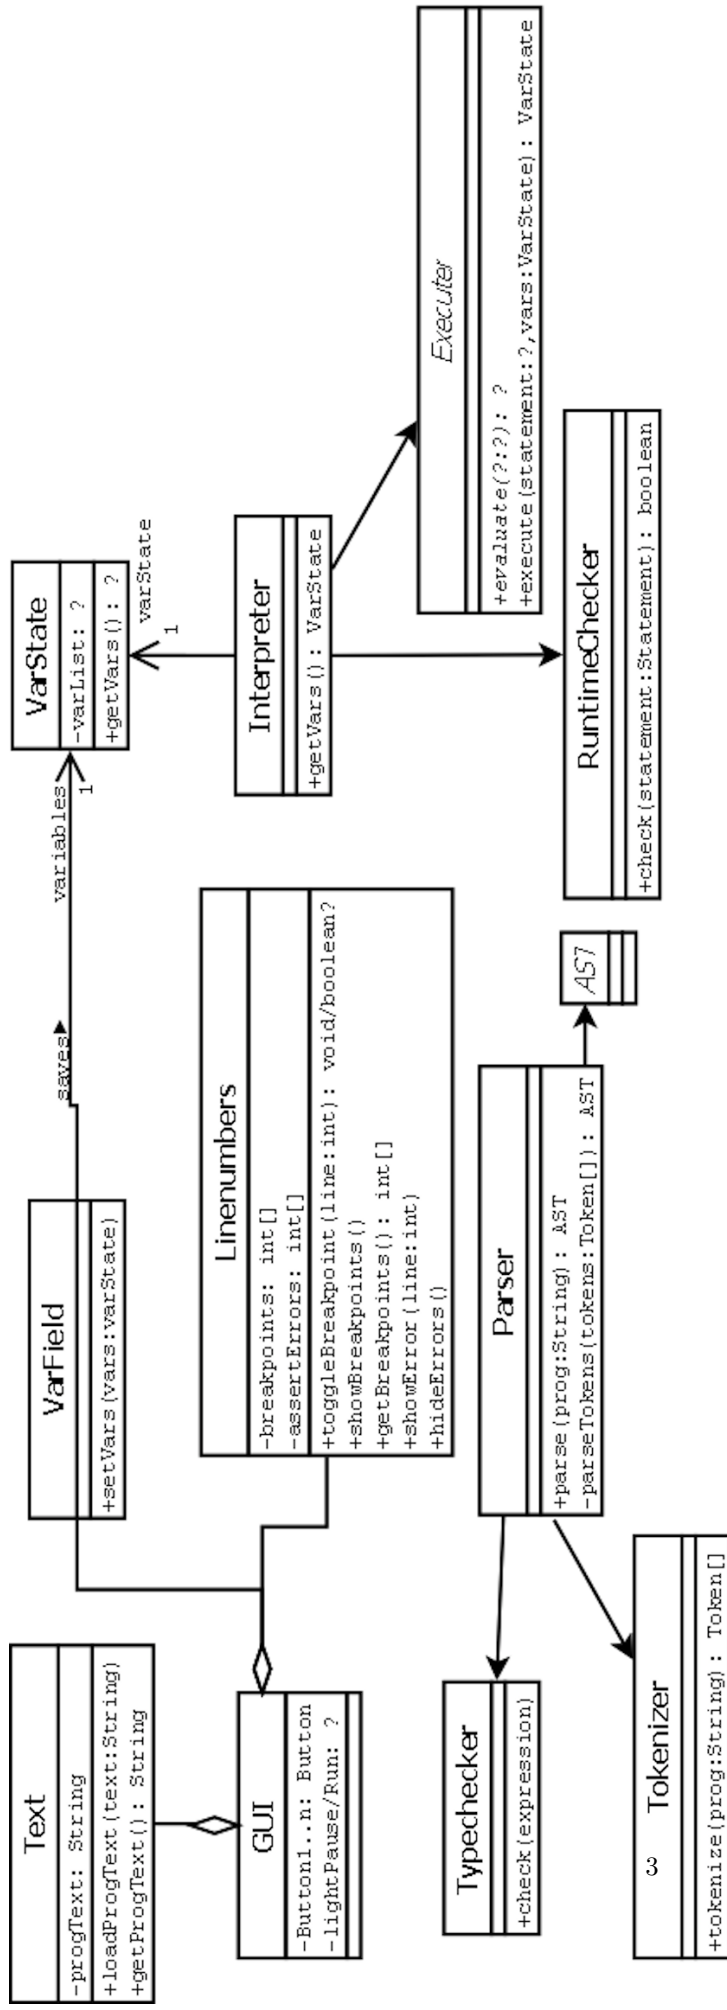 Text
-progText: String
+loadProgText(text:String)
+getProgText(): String
VarField
+setVars(vars:varState)
saves
variables
1
VarState
-varList: ?
+getVars(): ?
varState
1
GUI
-Button1..n: Button
-lightPause/Run: ?
Linenumbers
-breakpoints: int[]
-assertErrors: int[]
+toggleBreakpoint(line:int): void/boolean?
+showBreakpoints()
+getBreakpoints(): int[]
+showError(line:int)
+hideErrors()
Interpreter
+getVars(): VarState
Executer
+evaluate(?:?): ?
+execute(statement:?,vars:VarState): VarState
Typechecker
+check(expression)
Parser
+parse(prog:String): AST
-parseTokens(tokens:Token[]): AST
AST
RuntimeChecker
+check(statement:Statement): boolean
Tokenizer
+tokenize(prog:String): Token[]
3